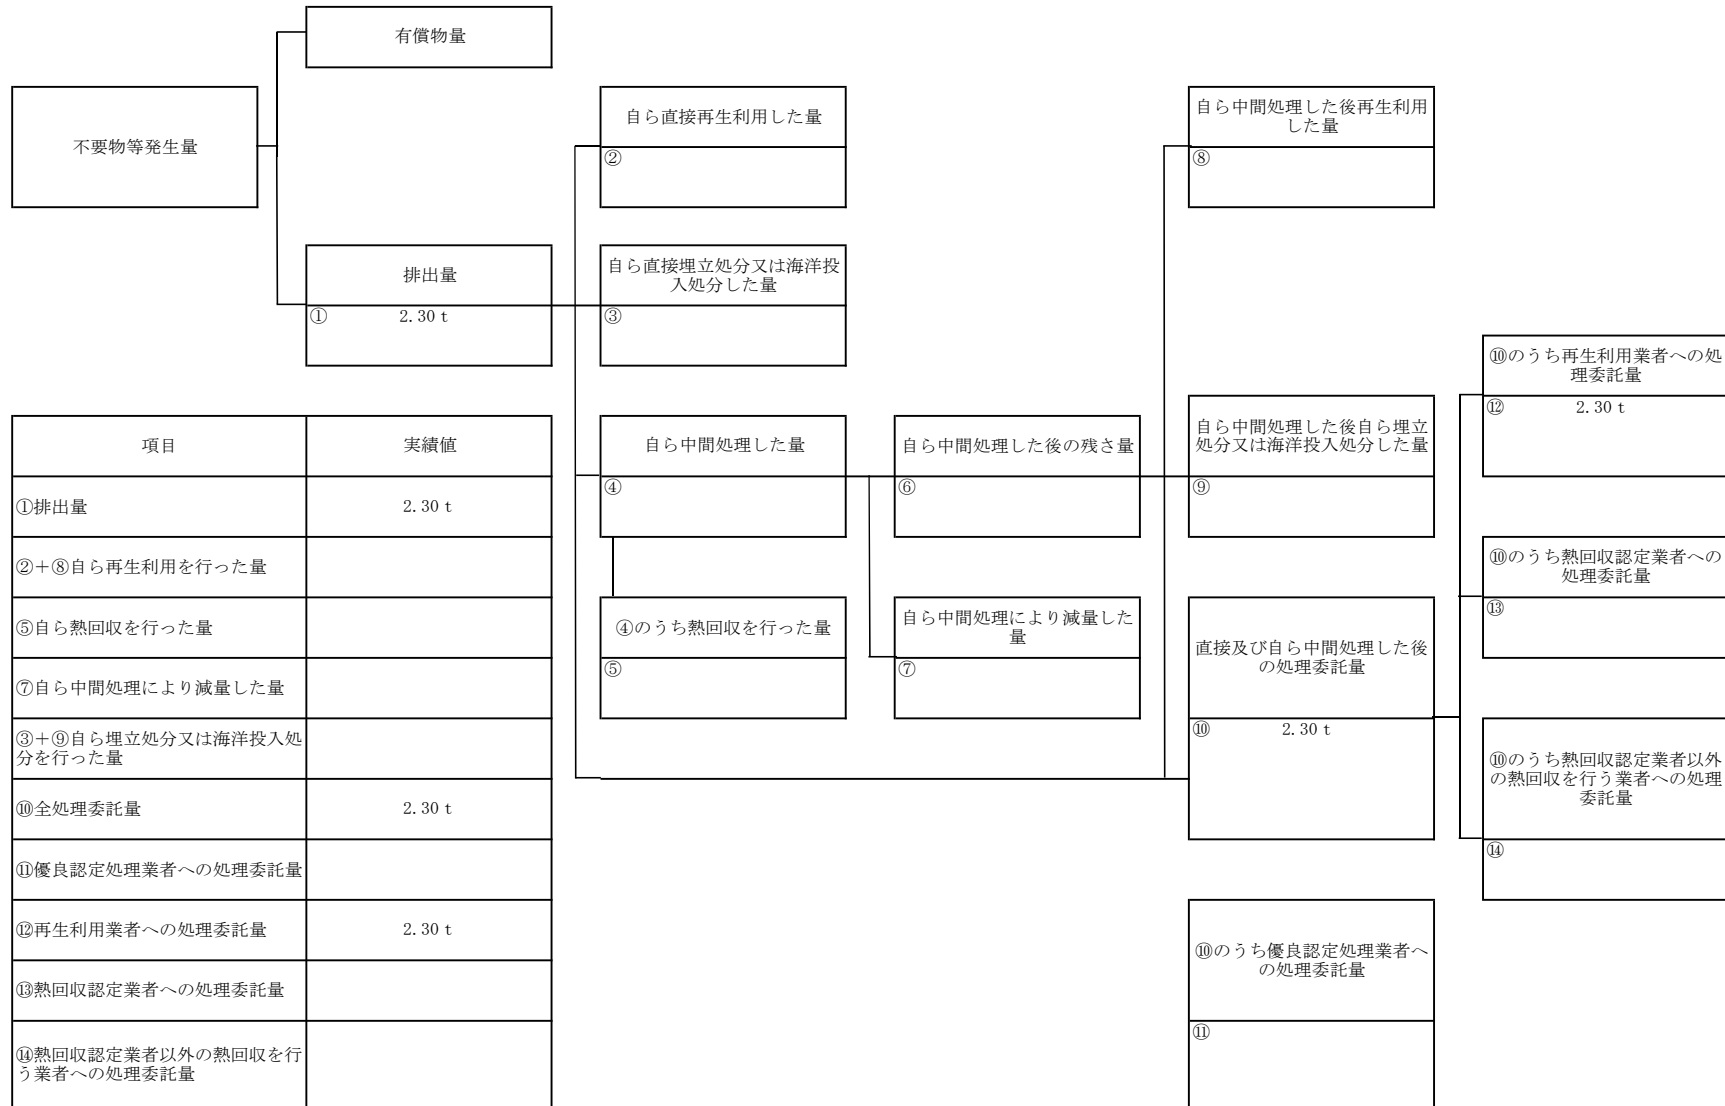 有償物量
不要物等発生量
自ら直接再生利用した量
②
自ら中間処理した後再生利用
した量
⑧
排出量
① 2.30 t
自ら直接埋立処分又は海洋投
入処分した量
③
⑩のうち再生利用業者への処
理委託量
⑫ 2.30 t
自ら中間処理した量
④
自ら中間処理した後の残さ量
⑥
自ら中間処理した後自ら埋立
処分又は海洋投入処分した量
⑨
⑩のうち熱回収認定業者への
処理委託量
⑬
④のうち熱回収を行った量
⑤
自ら中間処理により減量した
量
⑦
直接及び自ら中間処理した後
の処理委託量
⑩ 2.30 t
⑩のうち熱回収認定業者以外
の熱回収を行う業者への処理
委託量
⑭
⑩のうち優良認定処理業者へ
の処理委託量
⑪
項目 実績値
①排出量 2.30 t
②+⑧自ら再生利用を行った量
⑤自ら熱回収を行った量
⑦自ら中間処理により減量した量
③+⑨自ら埋立処分又は海洋投入処
分を行った量
⑩全処理委託量 2.30 t
⑪優良認定処理業者への処理委託量
⑫再生利用業者への処理委託量 2.30 t
⑬熱回収認定業者への処理委託量
⑭熱回収認定業者以外の熱回収を行
う業者への処理委託量